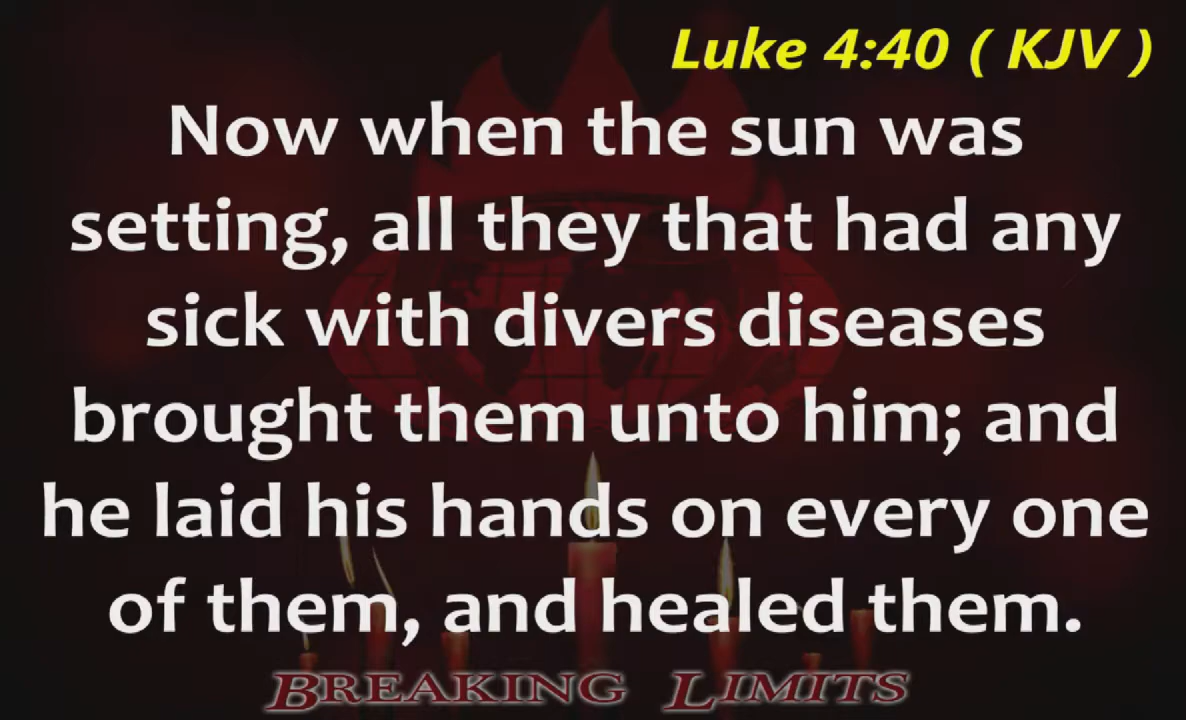 Luke 4:40 ( KJV )
Now when the sun was
setting, all they that had any
sick with divers diseases
brought them unto him; and
he laid his hands on every one
of them, and healed them.
BREAKING LIMITS